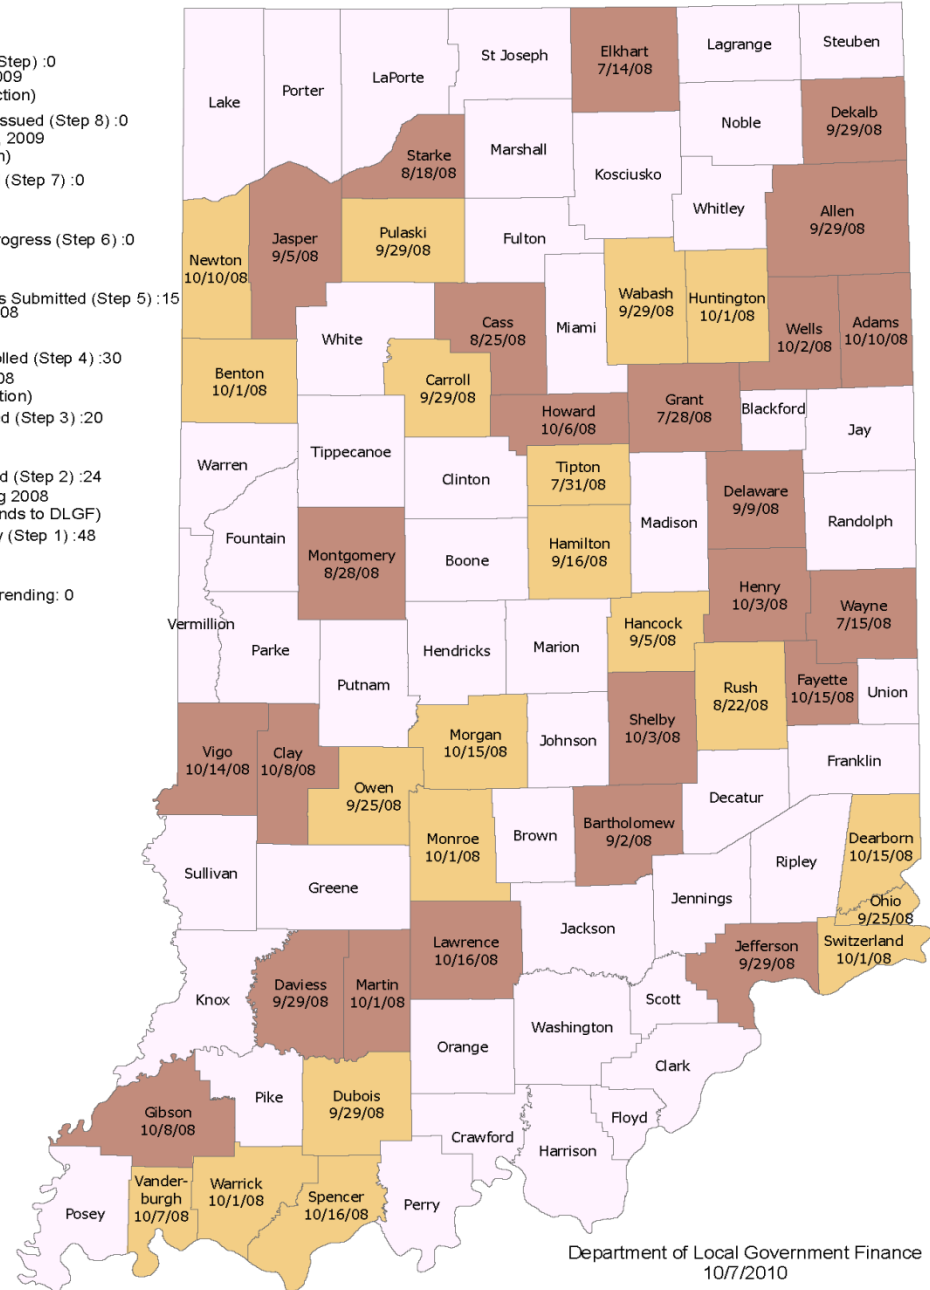 Step) :0
009
ction)
ssued (Step 8) :0
, 2009
n)
(Step 7) :0
rogress (Step 6) :0
s Submitted (Step 5) :15
08
olled (Step 4) :30
08
ction)
d (Step 3) :20
d (Step 2) :24
g 2008
nds to DLGF)
y (Step 1) :48
rending: 0
Lake
Porter
LaPorte
St Joseph
Elkhart
7/14/08
Lagrange
Steuben
Noble
Dekalb
9/29/08
Starke
8/18/08
Marshall
Kosciusko
Whitley
Allen
9/29/08
Newton
10/10/08
Jasper
9/5/08
Pulaski
9/29/08
Fulton
Wabash
9/29/08
Huntington
10/1/08
White
Cass
8/25/08
Miami
Wells
10/2/08
Adams
10/10/08
Benton
10/1/08
Carroll
9/29/08
Howard
10/6/08
Grant
7/28/08
Blackford
Jay
Warren
Tippecanoe
Clinton
Tipton
7/31/08
Madison
Delaware
9/9/08
Randolph
Fountain
Montgomery
8/28/08
Boone
Hamilton
9/16/08
Henry
10/3/08
Wayne
7/15/08
Vermillion
Parke
Putnam
Hendricks
Marion
Hancock
9/5/08
Rush
8/22/08
Fayette
10/15/08
Union
Vigo
10/14/08
Clay
10/8/08
Morgan
10/15/08
Johnson
Shelby
10/3/08
Franklin
Owen
9/25/08
Monroe
10/1/08
Brown
Bartholomew
9/2/08
Decatur
Dearborn
10/15/08
Sullivan
Greene
Jennings
Ripley
Ohio
9/25/08
Jackson
Lawrence
10/16/08
Jefferson
9/29/08
Switzerland
10/1/08
Knox
Daviess
9/29/08
Martin
10/1/08
Orange
Washington
Scott
Clark
Gibson
10/8/08
Pike
Dubois
9/29/08
Crawford
Harrison
Floyd
Posey
Vander-
burgh
10/7/08
Warrick
10/1/08
Spencer
10/16/08
Perry
Department of Local Government Finance
10/7/2010